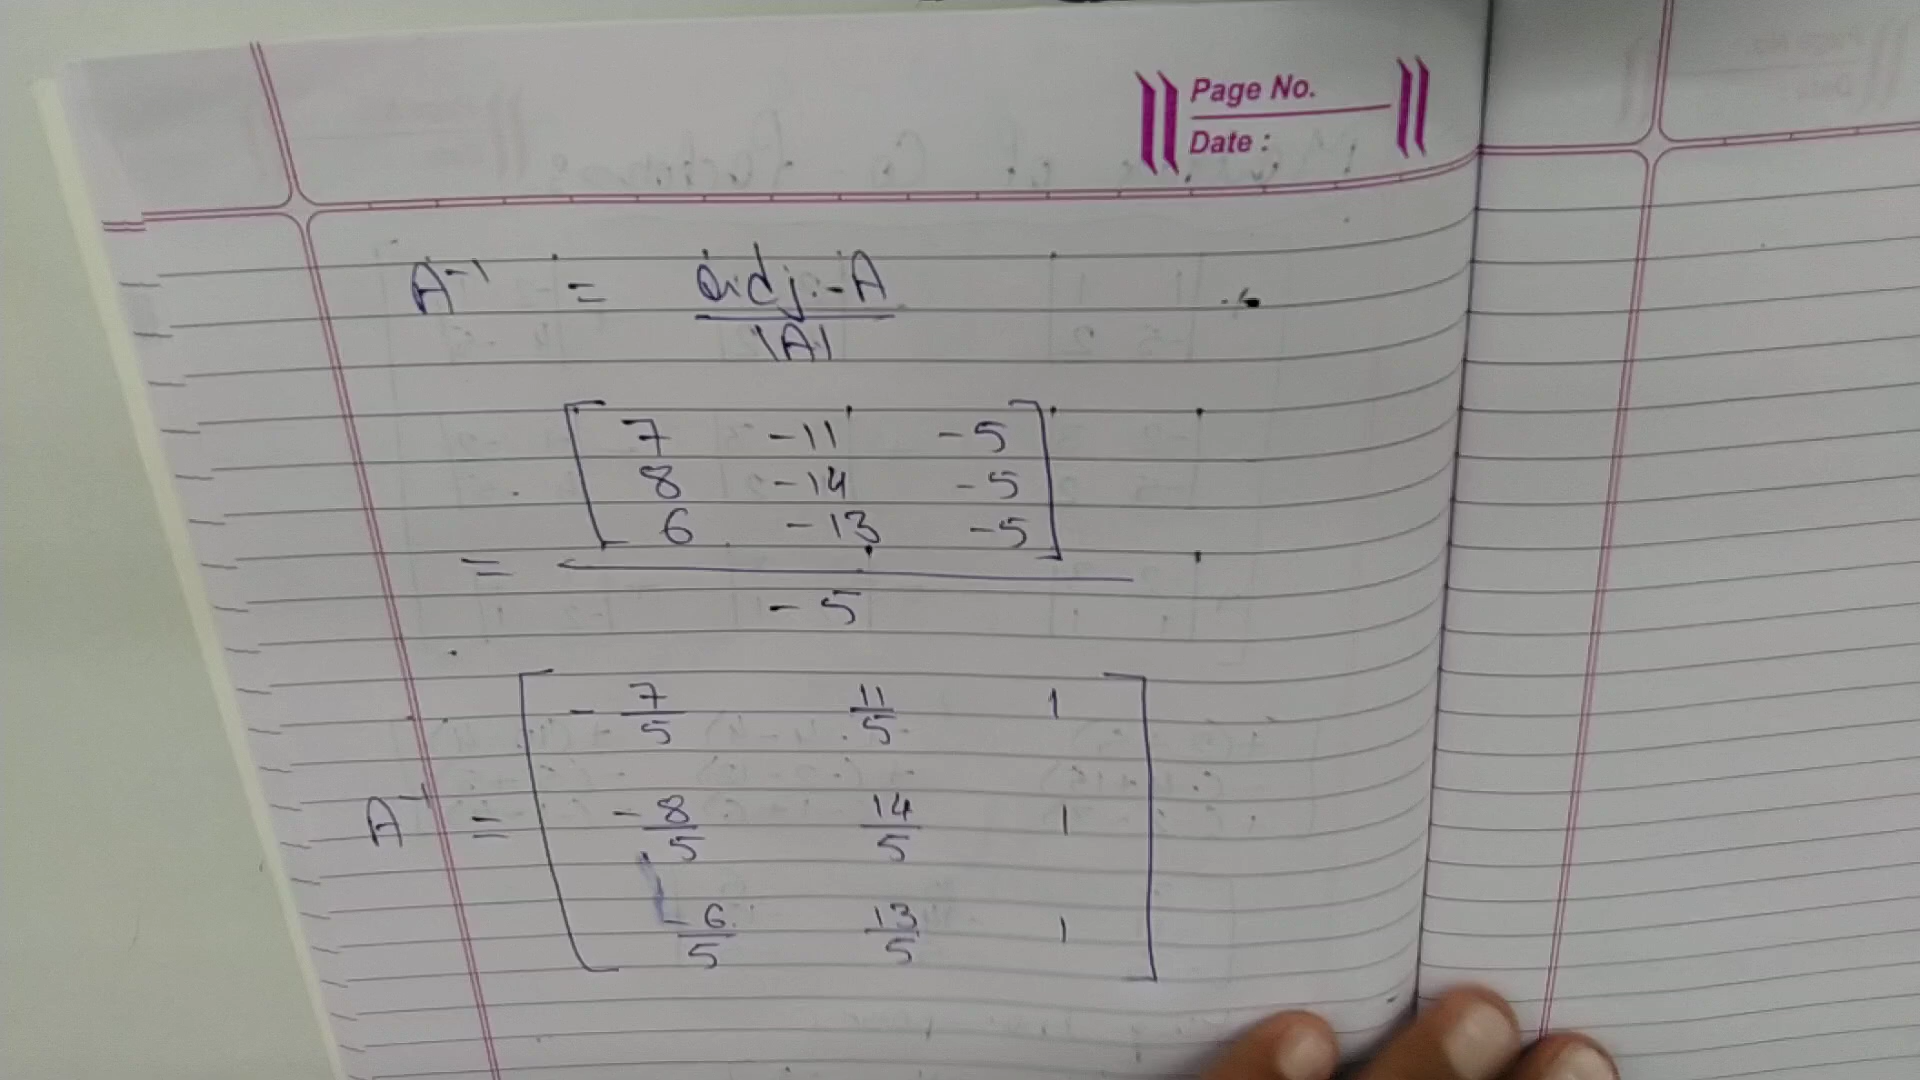 Page No.
Date :
A⁻¹ = adj.-A
|A|
7 -11 -5
8 -14 -5
6 -13 -5
=
- 5
- 7/5 11/5 1
A⁻¹ = - 8/5 14/5 1
- 6/5 13/5 1